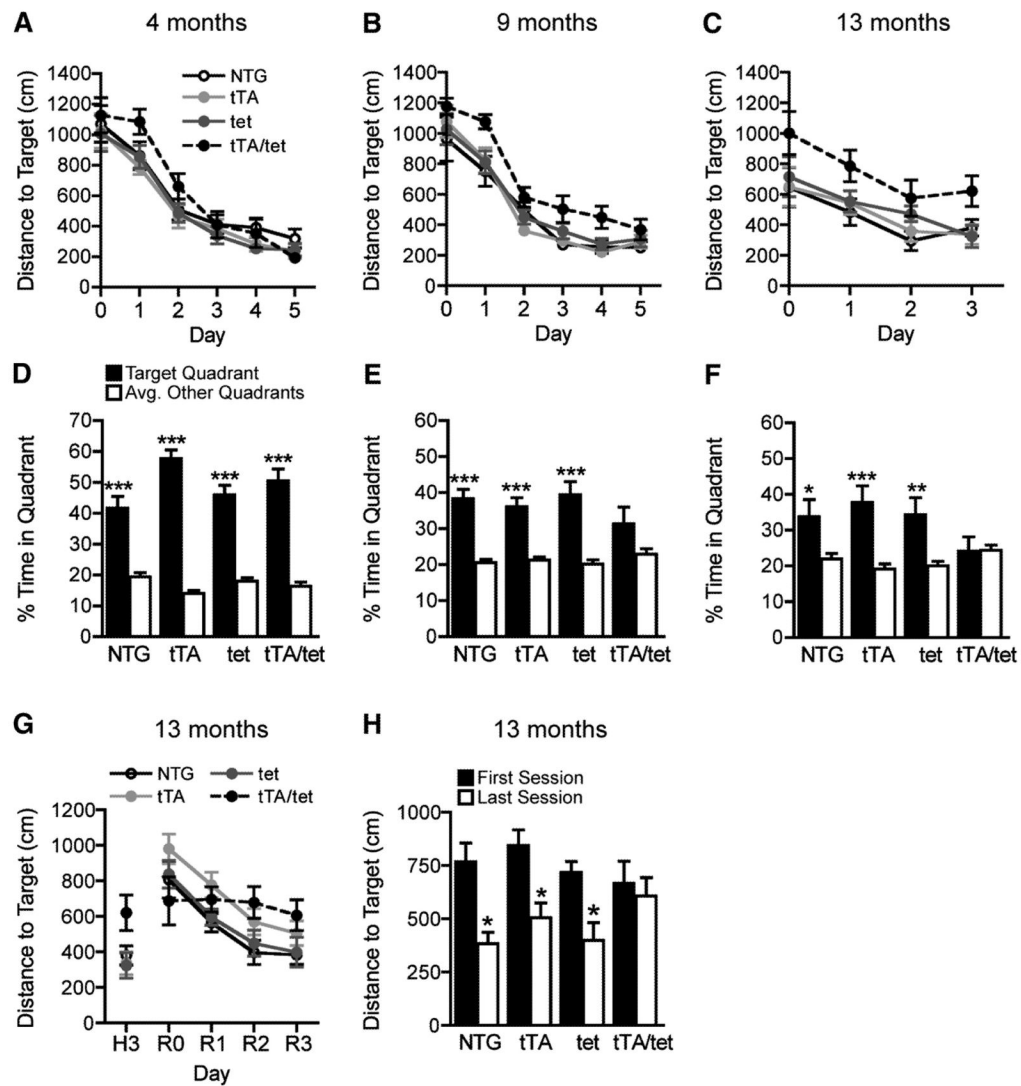 A 4 months
B 9 months
C 13 months
Distance to Target (cm)
1400
1200
1000
800
600
400
200
0
NTG
tTA
tet
tTA/tet
0 1 2 3 4 5
Day
Distance to Target (cm)
1400
1200
1000
800
600
400
200
0
0 1 2 3 4 5
Day
Distance to Target (cm)
1400
1200
1000
800
600
400
200
0
0 1 2 3
Day
D
Target Quadrant
Avg. Other Quadrants
% Time in Quadrant
70
60
50
40
30
20
10
0
*** *** *** ***
NTG tTA tet tTA/tet
E
% Time in Quadrant
60
50
40
30
20
10
0
*** *** ***
NTG tTA tet tTA/tet
F
% Time in Quadrant
60
50
40
30
20
10
0
* *** **
NTG tTA tet tTA/tet
G 13 months
NTG tet
tTA tTA/tet
Distance to Target (cm)
1200
1000
800
600
400
200
0
H3 R0 R1 R2 R3
Day
H 13 months
First Session
Last Session
Distance to Target (cm)
1000
750
500
250
0
* * *
NTG tTA tet tTA/tet